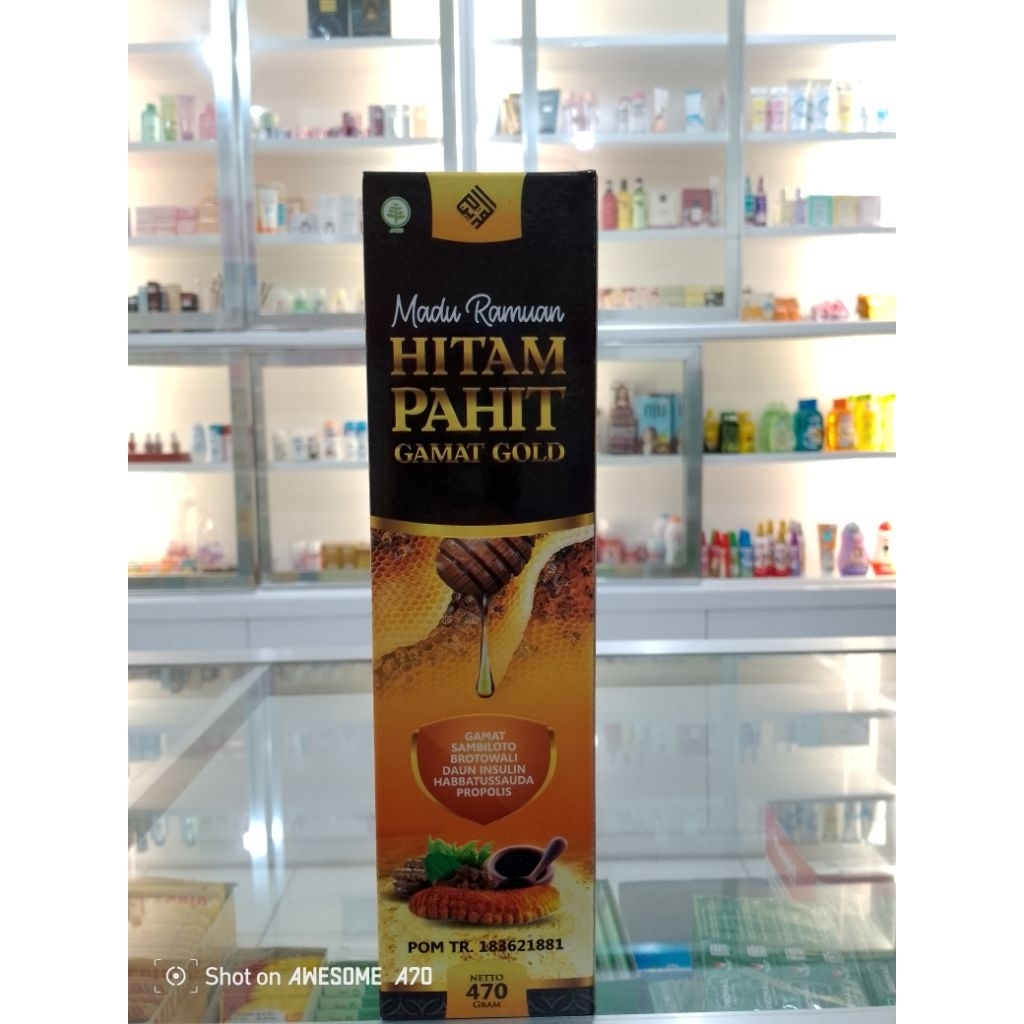 Madu Ramuan
HITAM
PAHIT
GAMAT GOLD
GAMAT
SAMBILOTO
BROTOWALI
DAUN INSULIN
HABBATUSSAUDA
PROPOLIS
POM TR. 183621881
NETTO
470
GRAM
Shot on AWESOME A70